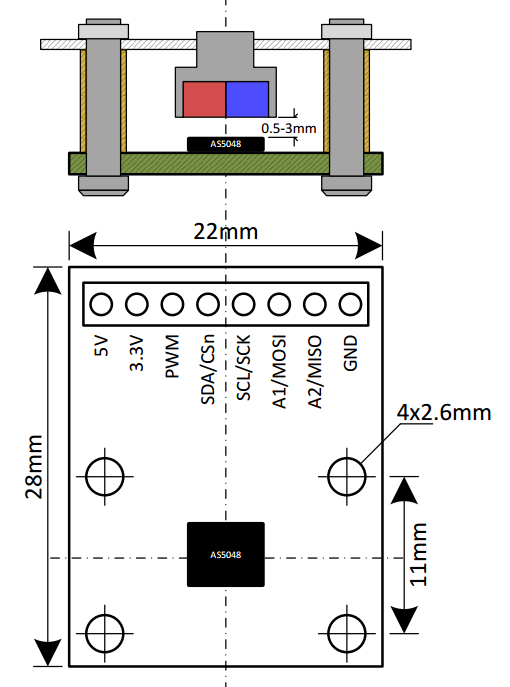 0.5-3mm
AS5048
22mm
5V
3.3V
PWM
SDA/CSn
SCL/SCK
A1/MOSI
A2/MISO
GND
4x2.6mm
28mm
AS5048
11mm